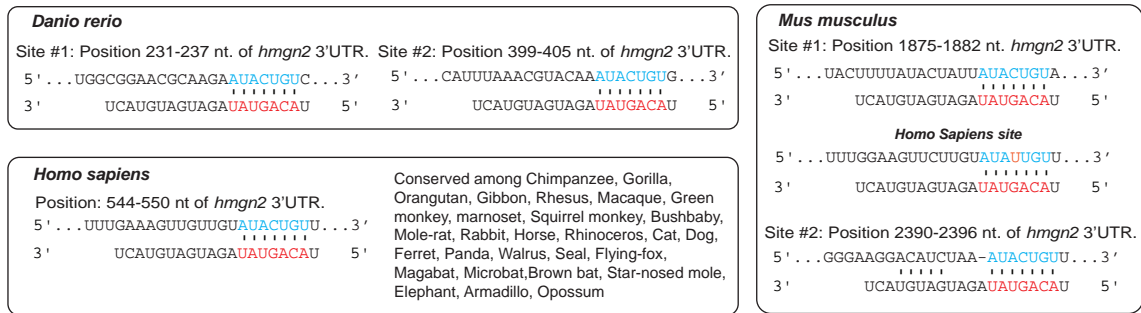 Danio rerio
Site #1: Position 231-237 nt. of hmgn2 3'UTR.
5'...UGGCGGAACGCAAGAAUACUGUC...3'
3' UCAUGUAGUAGAUAUGACAU 5'
Site #2: Position 399-405 nt. of hmgn2 3'UTR.
5'...CAUUUAAACGUACAAAUACUGUG...3'
3' UCAUGUAGUAGAUAUGACAU 5'
Homo sapiens
Position: 544-550 nt of hmgn2 3'UTR.
5'...UUUGAAAGUUGUUGUAUACUGUU...3'
3' UCAUGUAGUAGAUAUGACAU 5'
Conserved among Chimpanzee, Gorilla,
Orangutan, Gibbon, Rhesus, Macaque, Green
monkey, marnoset, Squirrel monkey, Bushbaby,
Mole-rat, Rabbit, Horse, Rhinoceros, Cat, Dog,
Ferret, Panda, Walrus, Seal, Flying-fox,
Magabat, Microbat,Brown bat, Star-nosed mole,
Elephant, Armadillo, Opossum
Mus musculus
Site #1: Position 1875-1882 nt. hmgn2 3'UTR.
5'...UACUUUUAUACUAUUAUACUGUA...3'
3' UCAUGUAGUAGAUAUGACAU 5'
Homo Sapiens site
5'...UUUGGAAGUUCUUGUAUAUUGUU...3'
3' UCAUGUAGUAGAUAUGACAU 5'
Site #2: Position 2390-2396 nt. of hmgn2 3'UTR.
5'...GGGAAGGACAUCUAA-AUACUGUU...3'
3' UCAUGUAGUAGAUAUGACAU 5'